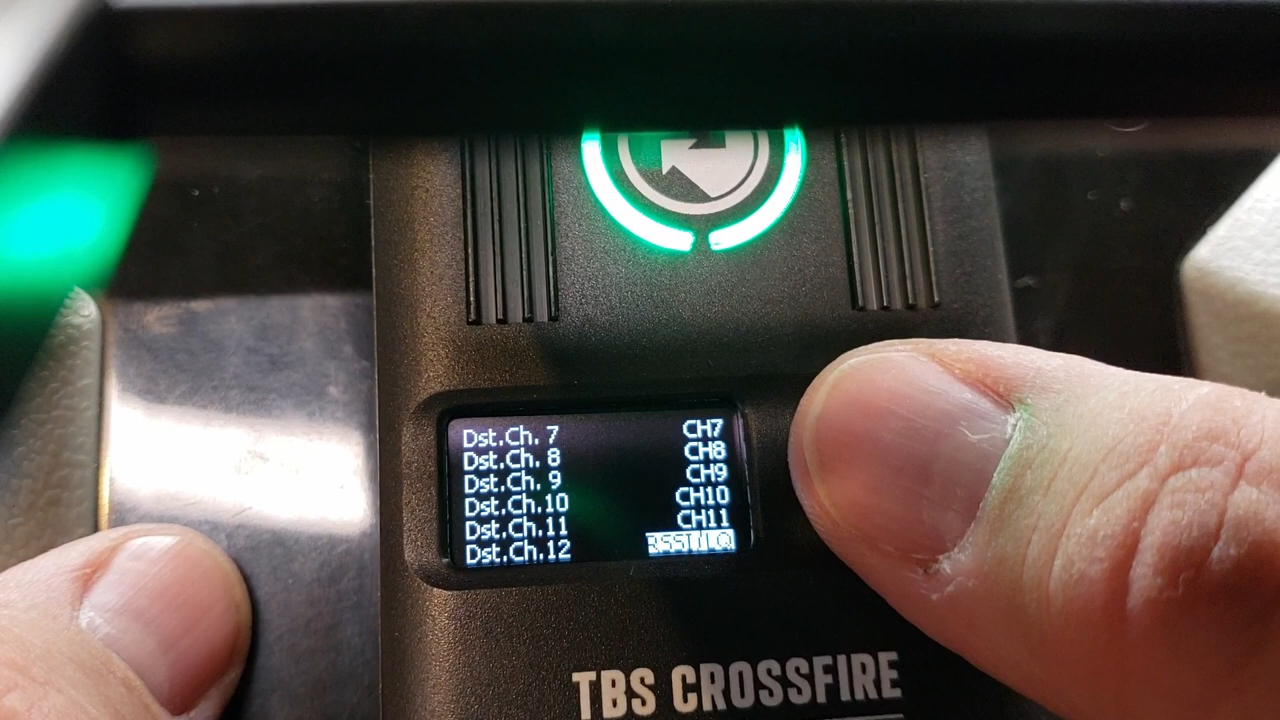 Dst.Ch. 7 CH7
Dst.Ch. 8 CH8
Dst.Ch. 9 CH9
Dst.Ch.10 CH10
Dst.Ch.11 CH11
Dst.Ch.12
TBS CROSSFIRE